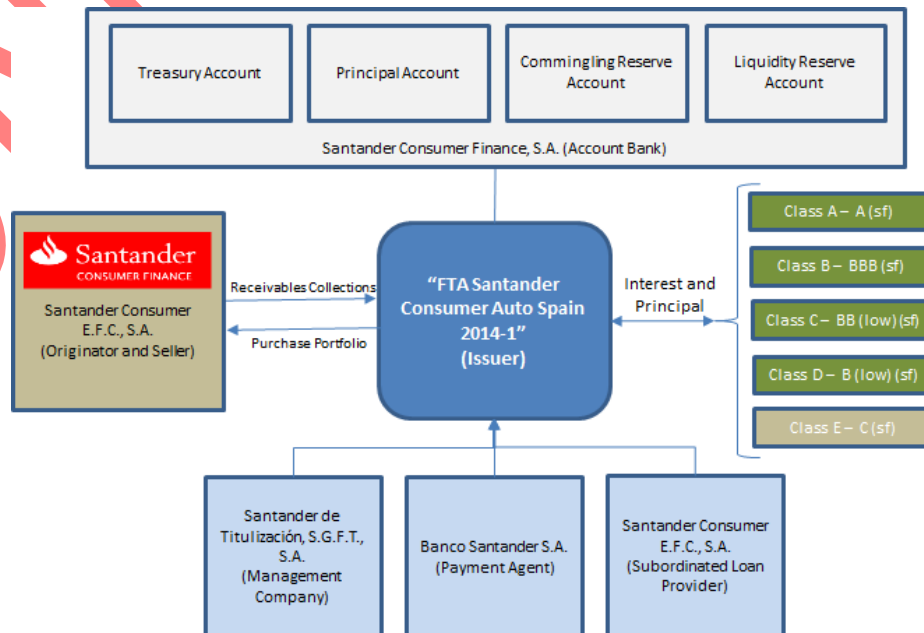 Treasury Account
Principal Account
Commingling Reserve
Account
Liquidity Reserve
Account
Santander Consumer Finance, S.A. (Account Bank)
Santander
CONSUMER FINANCE
Santander Consumer
E.F.C., S.A.
(Originator and Seller)
Receivables Collections
Purchase Portfolio
“FTA Santander
Consumer Auto Spain
2014-1”
(Issuer)
Interest and
Principal
Class A – A (sf)
Class B – BBB (sf)
Class C – BB (low) (sf)
Class D – B (low) (sf)
Class E – C (sf)
Santander de
Titulización, S.G.F.T.,
S.A.
(Management
Company)
Banco Santander S.A.
(Payment Agent)
Santander Consumer
E.F.C., S.A.
(Subordinated Loan
Provider)